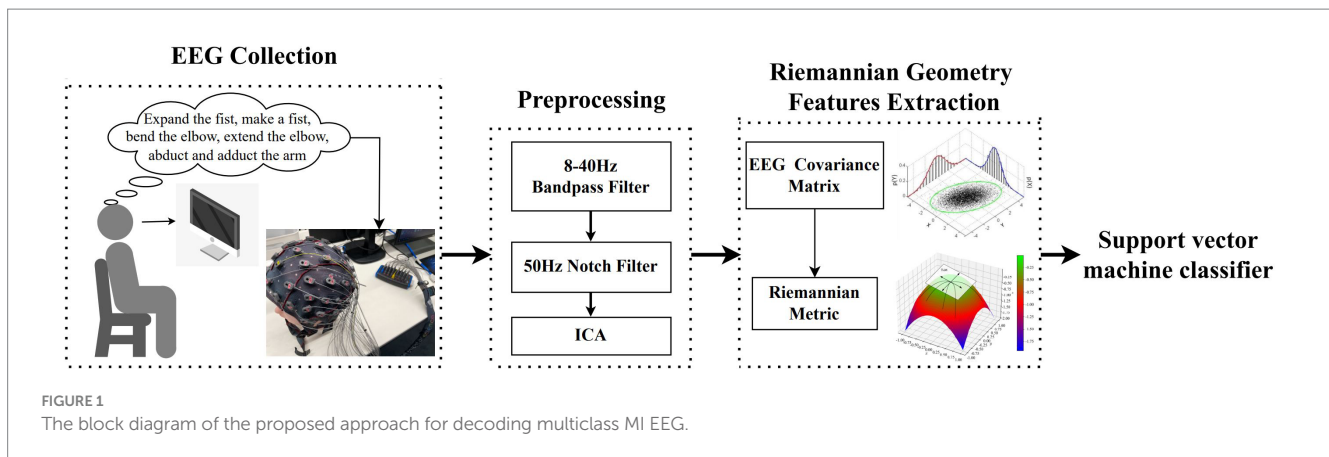 EEG Collection
Expand the fist, make a fist,
bend the elbow, extend the elbow,
abduct and adduct the arm
Preprocessing
8-40Hz
Bandpass Filter
50Hz Notch Filter
ICA
Riemannian Geometry
Features Extraction
EEG Covariance
Matrix
Riemannian
Metric
p(Y)
p(X)
X
Y
Support vector
machine classifier
FIGURE 1
The block diagram of the proposed approach for decoding multiclass MI EEG.